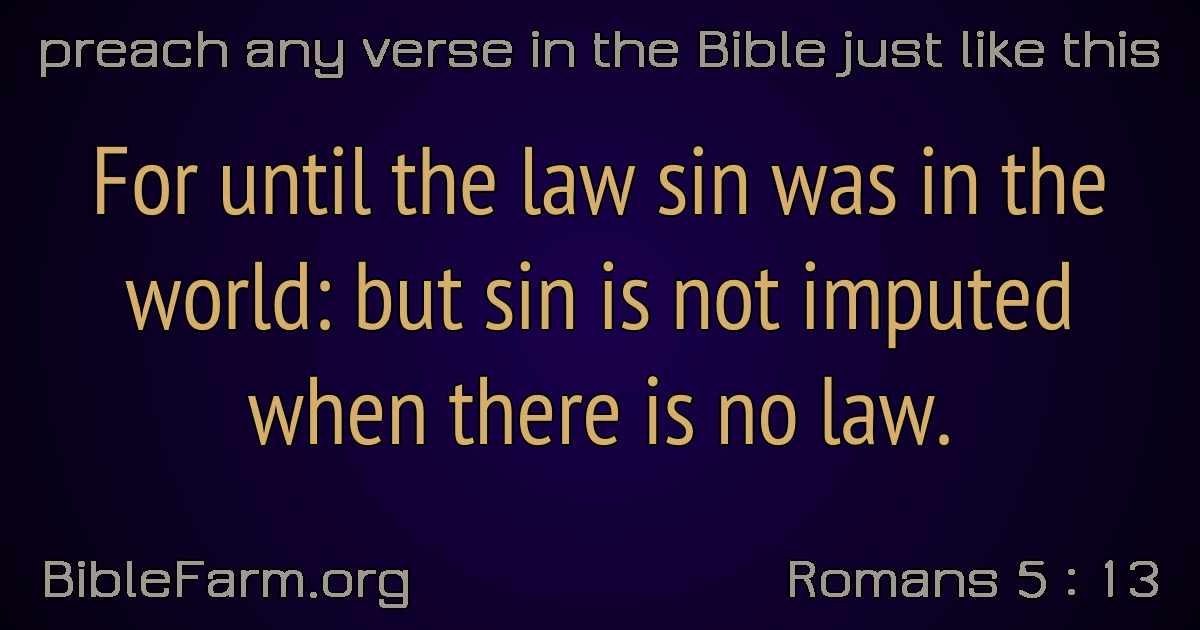 preach any verse in the Bible just like this
For until the law sin was in the
world: but sin is not imputed
when there is no law.
BibleFarm.org
Romans 5 : 13